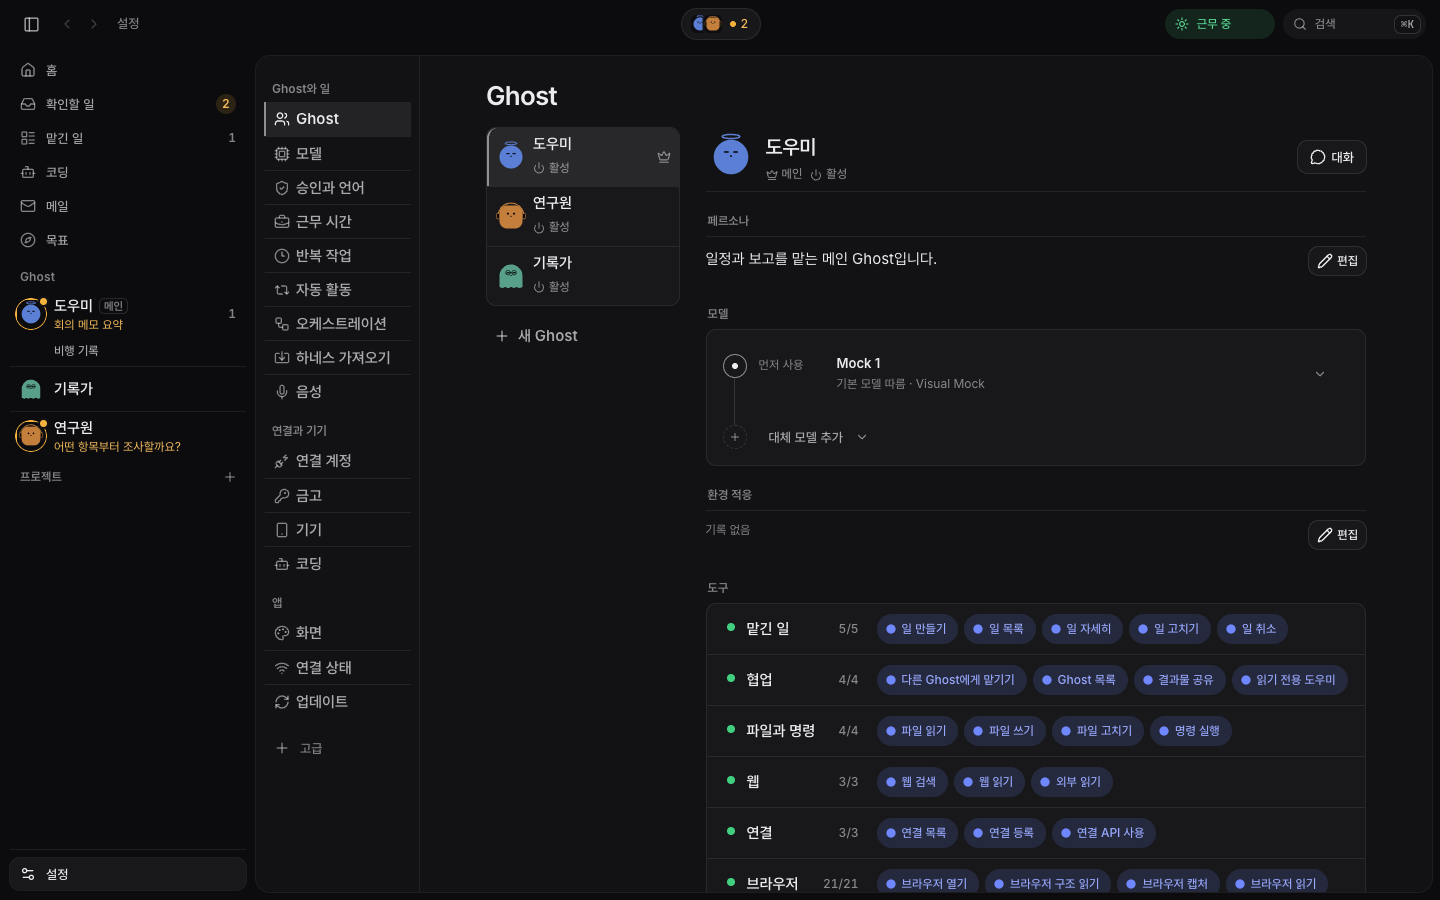 설정
2
근무 중
검색
⌘K
홈
확인할 일
2
맡긴 일
1
코딩
메일
목표
Ghost
도우미
메인
회의 메모 요약
1
비행 기록
기록가
연구원
어떤 항목부터 조사할까요?
프로젝트
설정
Ghost와 일
Ghost
모델
승인과 언어
근무 시간
반복 작업
자동 활동
오케스트레이션
하네스 가져오기
음성
연결과 기기
연결 계정
금고
기기
코딩
앱
화면
연결 상태
업데이트
고급
Ghost
도우미
활성
연구원
활성
기록가
활성
새 Ghost
도우미
메인 활성
대화
페르소나
일정과 보고를 맡는 메인 Ghost입니다.
편집
모델
먼저 사용
Mock 1
기본 모델 따름 · Visual Mock
대체 모델 추가
환경 적응
기록 없음
편집
도구
맡긴 일 5/5 일 만들기 일 목록 일 자세히 일 고치기 일 취소
협업 4/4 다른 Ghost에게 맡기기 Ghost 목록 결과물 공유 읽기 전용 도우미
파일과 명령 4/4 파일 읽기 파일 쓰기 파일 고치기 명령 실행
웹 3/3 웹 검색 웹 읽기 외부 읽기
연결 3/3 연결 목록 연결 등록 연결 API 사용
브라우저 21/21 브라우저 열기 브라우저 구조 읽기 브라우저 캡처 브라우저 읽기